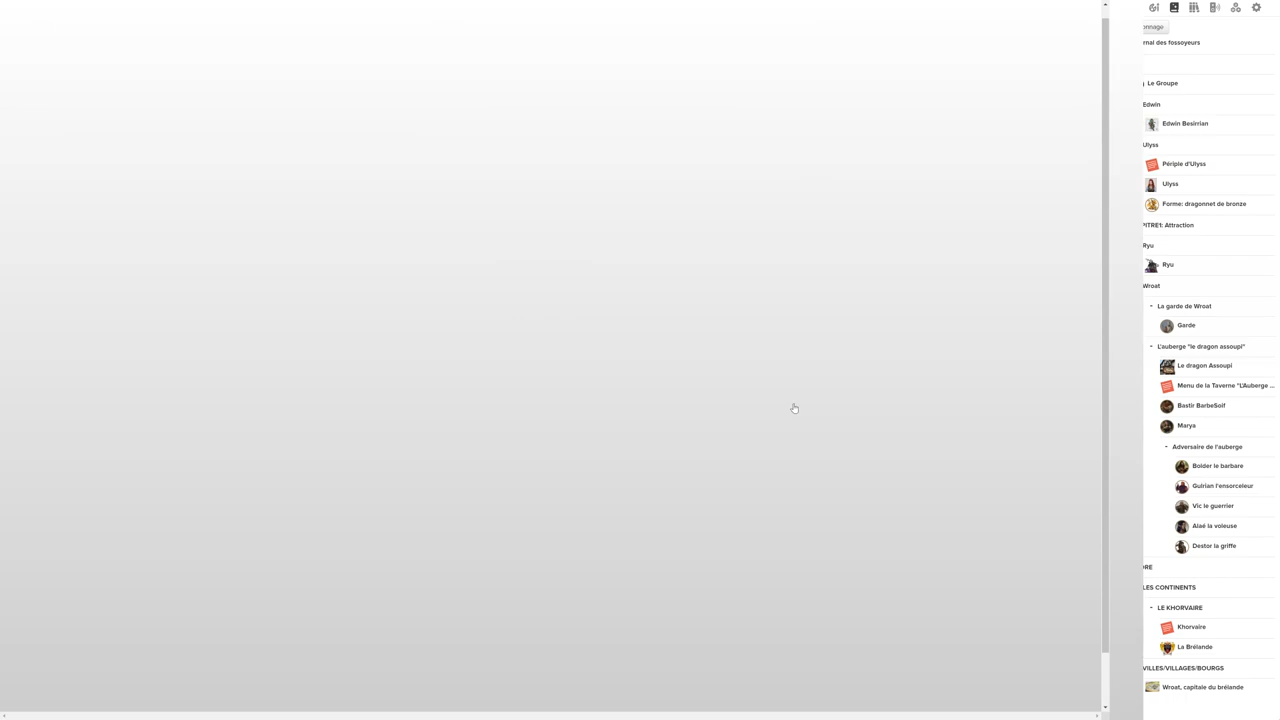 onnage
rnal des fossoyeurs
Le Groupe
Edwin
Edwin Besirrian
Ulyss
Périple d'Ulyss
Ulyss
Forme: dragonnet de bronze
PITRE1: Attraction
Ryu
Ryu
Wroat
La garde de Wroat
Garde
L'auberge "le dragon assoupi"
Le dragon Assoupi
Menu de la Taverne "L'Auberge ...
Bastir BarbeSoif
Marya
Adversaire de l'auberge
Bolder le barbare
Guirian l'ensorceleur
Vic le guerrier
Alaé la voleuse
Destor la griffe
DRE
LES CONTINENTS
LE KHORVAIRE
Khorvaire
La Brélande
VILLES/VILLAGES/BOURGS
Wroat, capitale du brélande